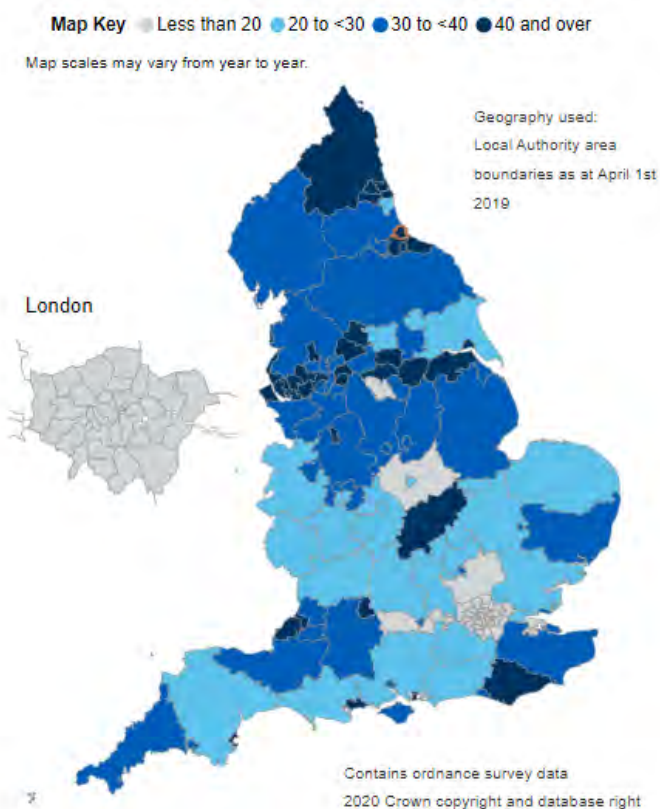 Map Key Less than 20 20 to <30 30 to <40 40 and over
Map scales may vary from year to year.
Geography used:
Local Authority area
boundaries as at April 1st
2019
London
Contains ordnance survey data
2020 Crown copyright and database right